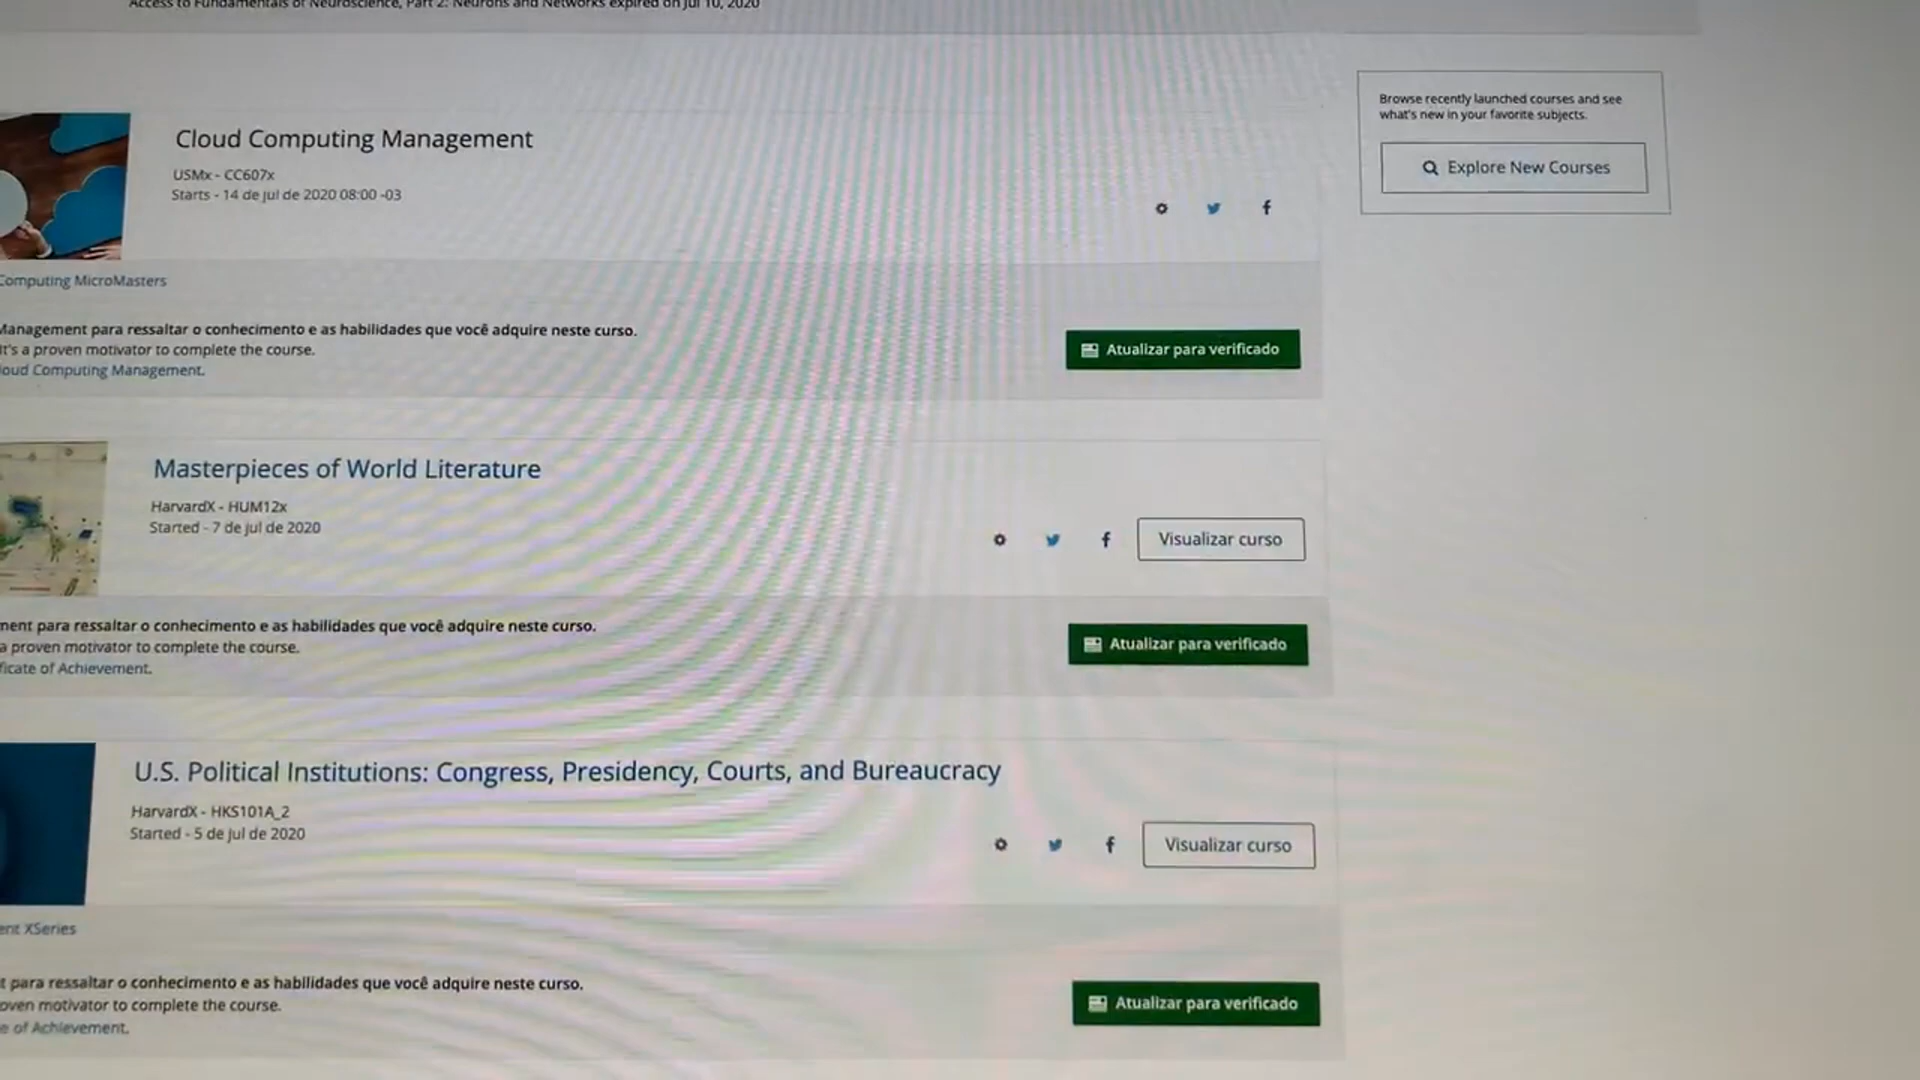 Access to Fundamentals of Neuroscience, Part 2: Neurons and Networks expired on Jul 10, 2020
Browse recently launched courses and see
what's new in your favorite subjects.
Explore New Courses
Cloud Computing Management
USMx - CC607x
Starts - 14 de jul de 2020 08:00 -03
Computing MicroMasters
Management para ressaltar o conhecimento e as habilidades que você adquire neste curso.
It's a proven motivator to complete the course.
loud Computing Management.
Atualizar para verificado
Masterpieces of World Literature
HarvardX - HUM12x
Started - 7 de jul de 2020
Visualizar curso
ment para ressaltar o conhecimento e as habilidades que você adquire neste curso.
a proven motivator to complete the course.
ficate of Achievement.
Atualizar para verificado
U.S. Political Institutions: Congress, Presidency, Courts, and Bureaucracy
HarvardX - HKS101A_2
Started - 5 de jul de 2020
Visualizar curso
ent XSeries
t para ressaltar o conhecimento e as habilidades que você adquire neste curso.
oven motivator to complete the course.
e of Achievement.
Atualizar para verificado